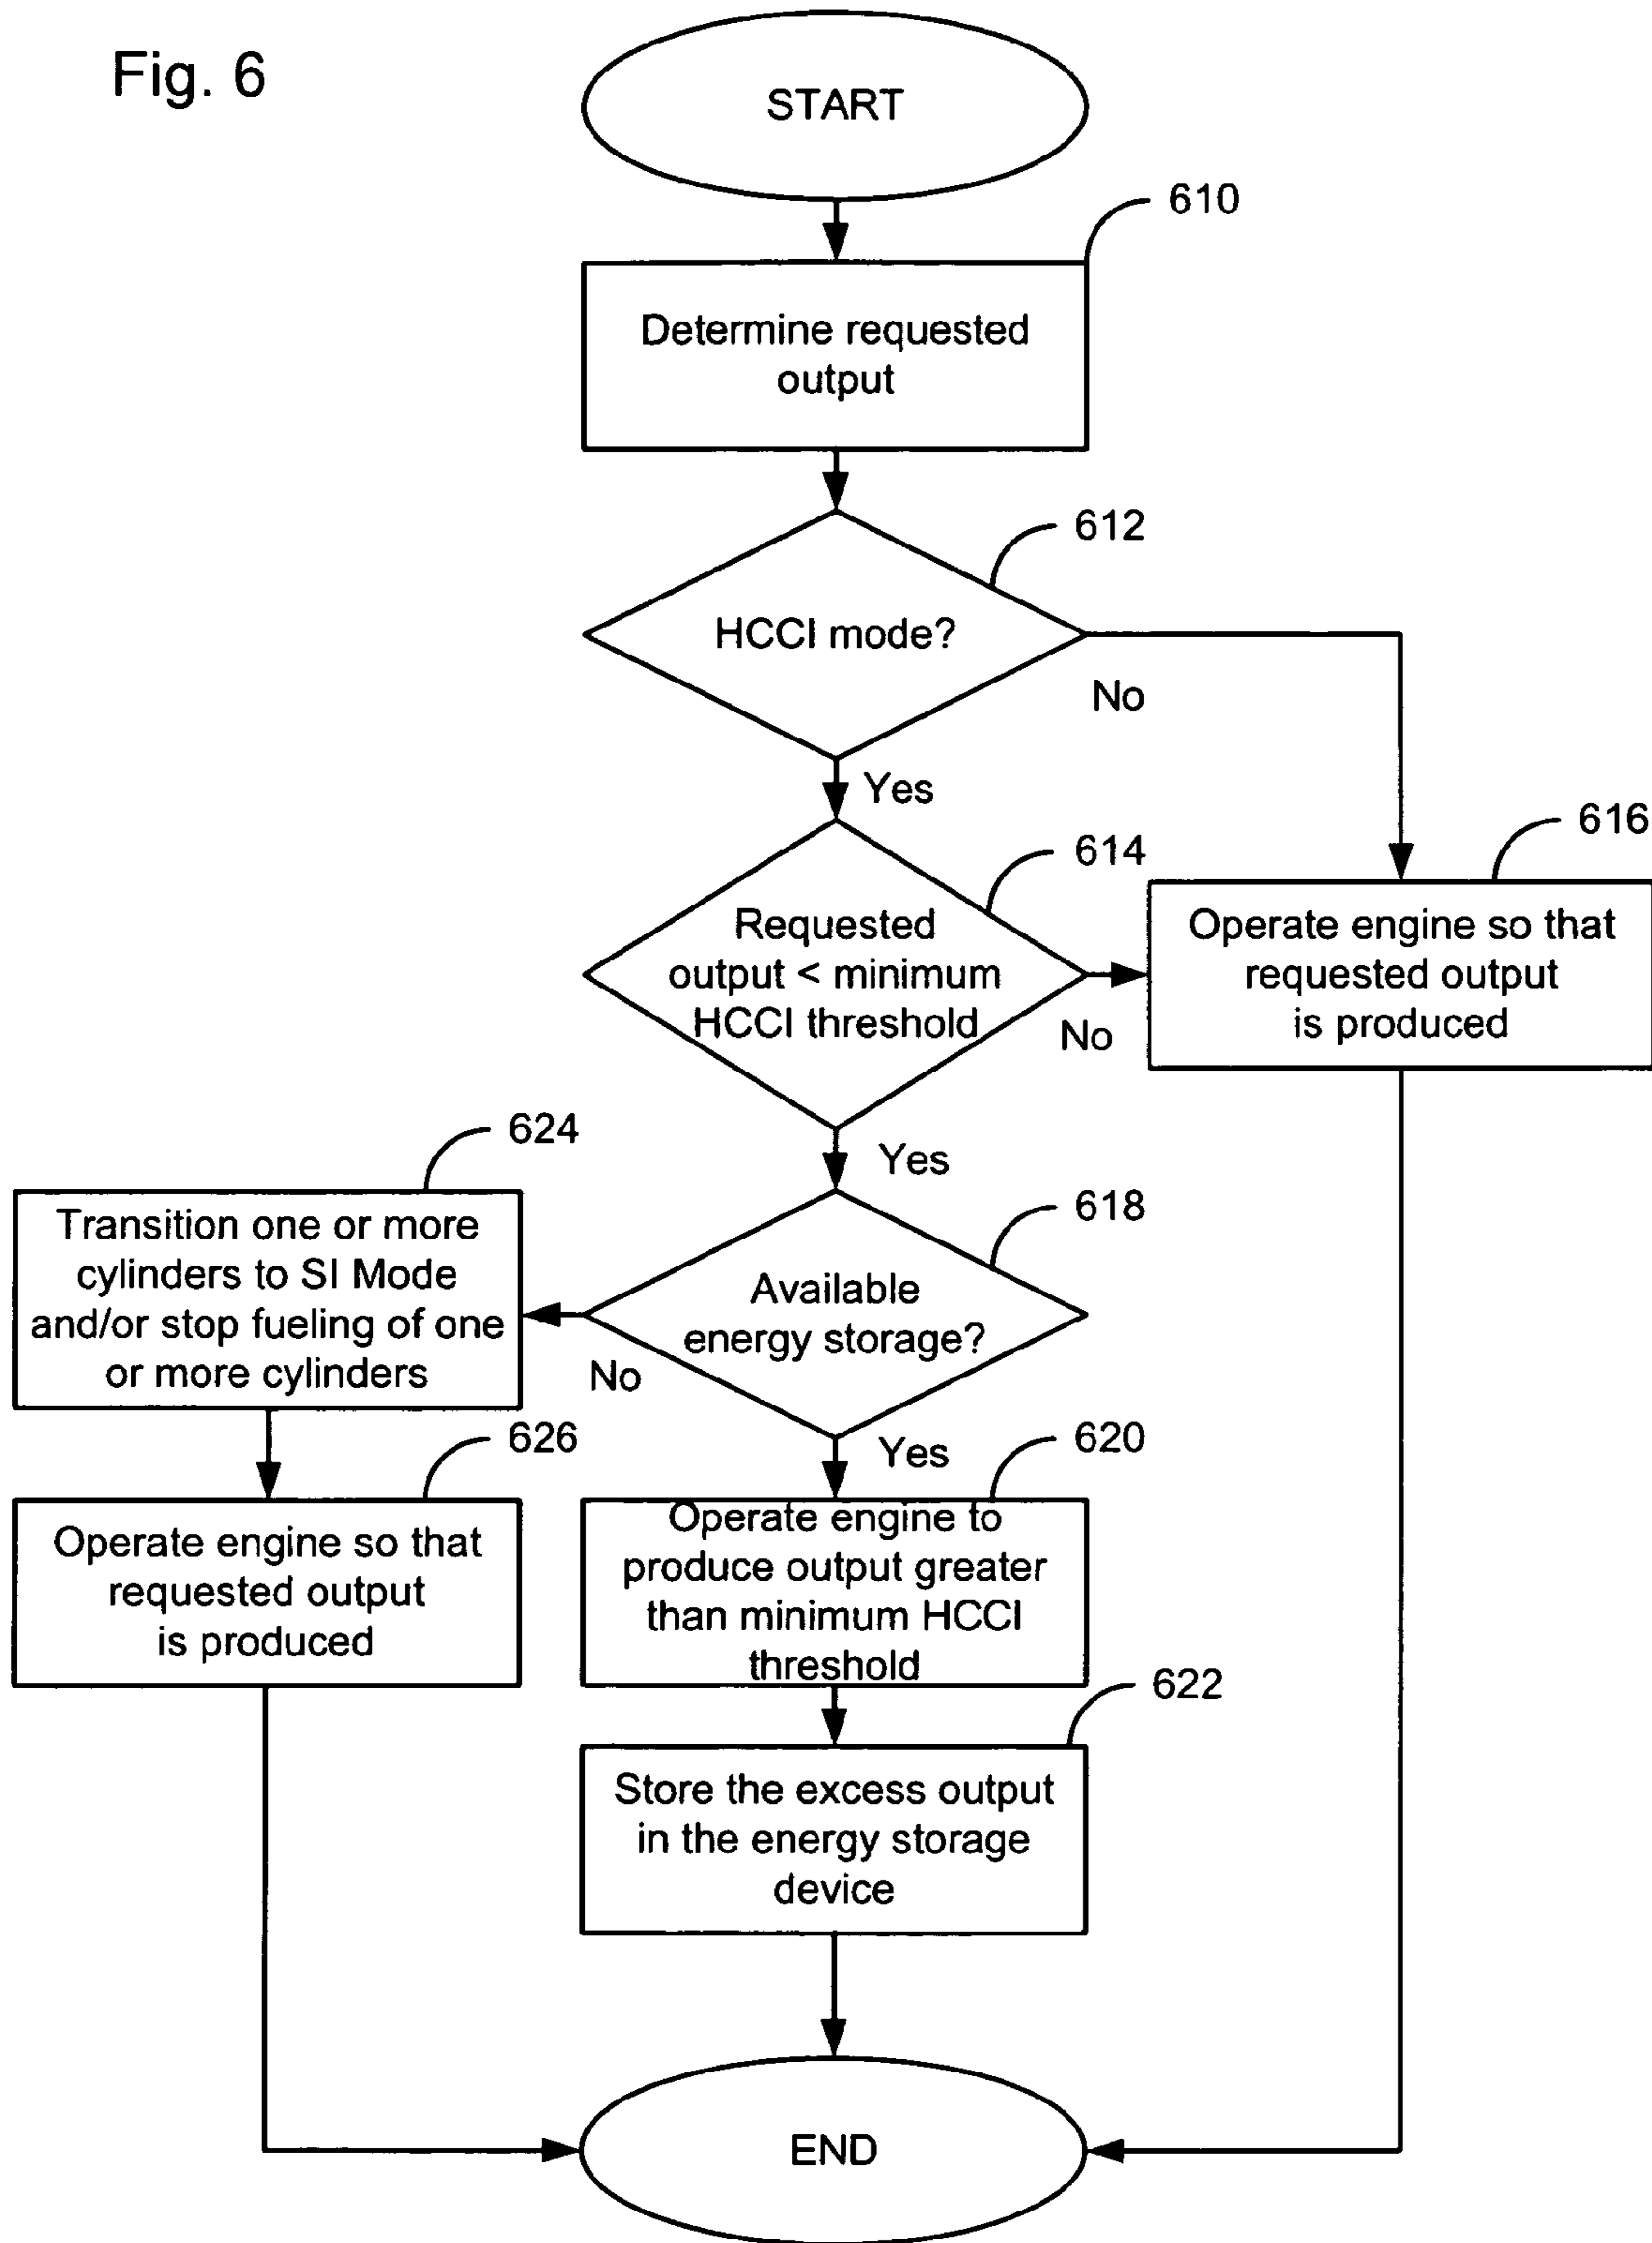 Fig. 6
START
610
Determine requested
output
612
HCCI mode?
No
Yes
614
616
Requested
output < minimum
HCCI threshold
No
Operate engine so that
requested output
is produced
Yes
624
618
Transition one or more
cylinders to SI Mode
and/or stop fueling of one
or more cylinders
Available
energy storage?
No
Yes
626
620
Operate engine so that
requested output
is produced
Operate engine to
produce output greater
than minimum HCCI
threshold
622
Store the excess output
in the energy storage
device
END